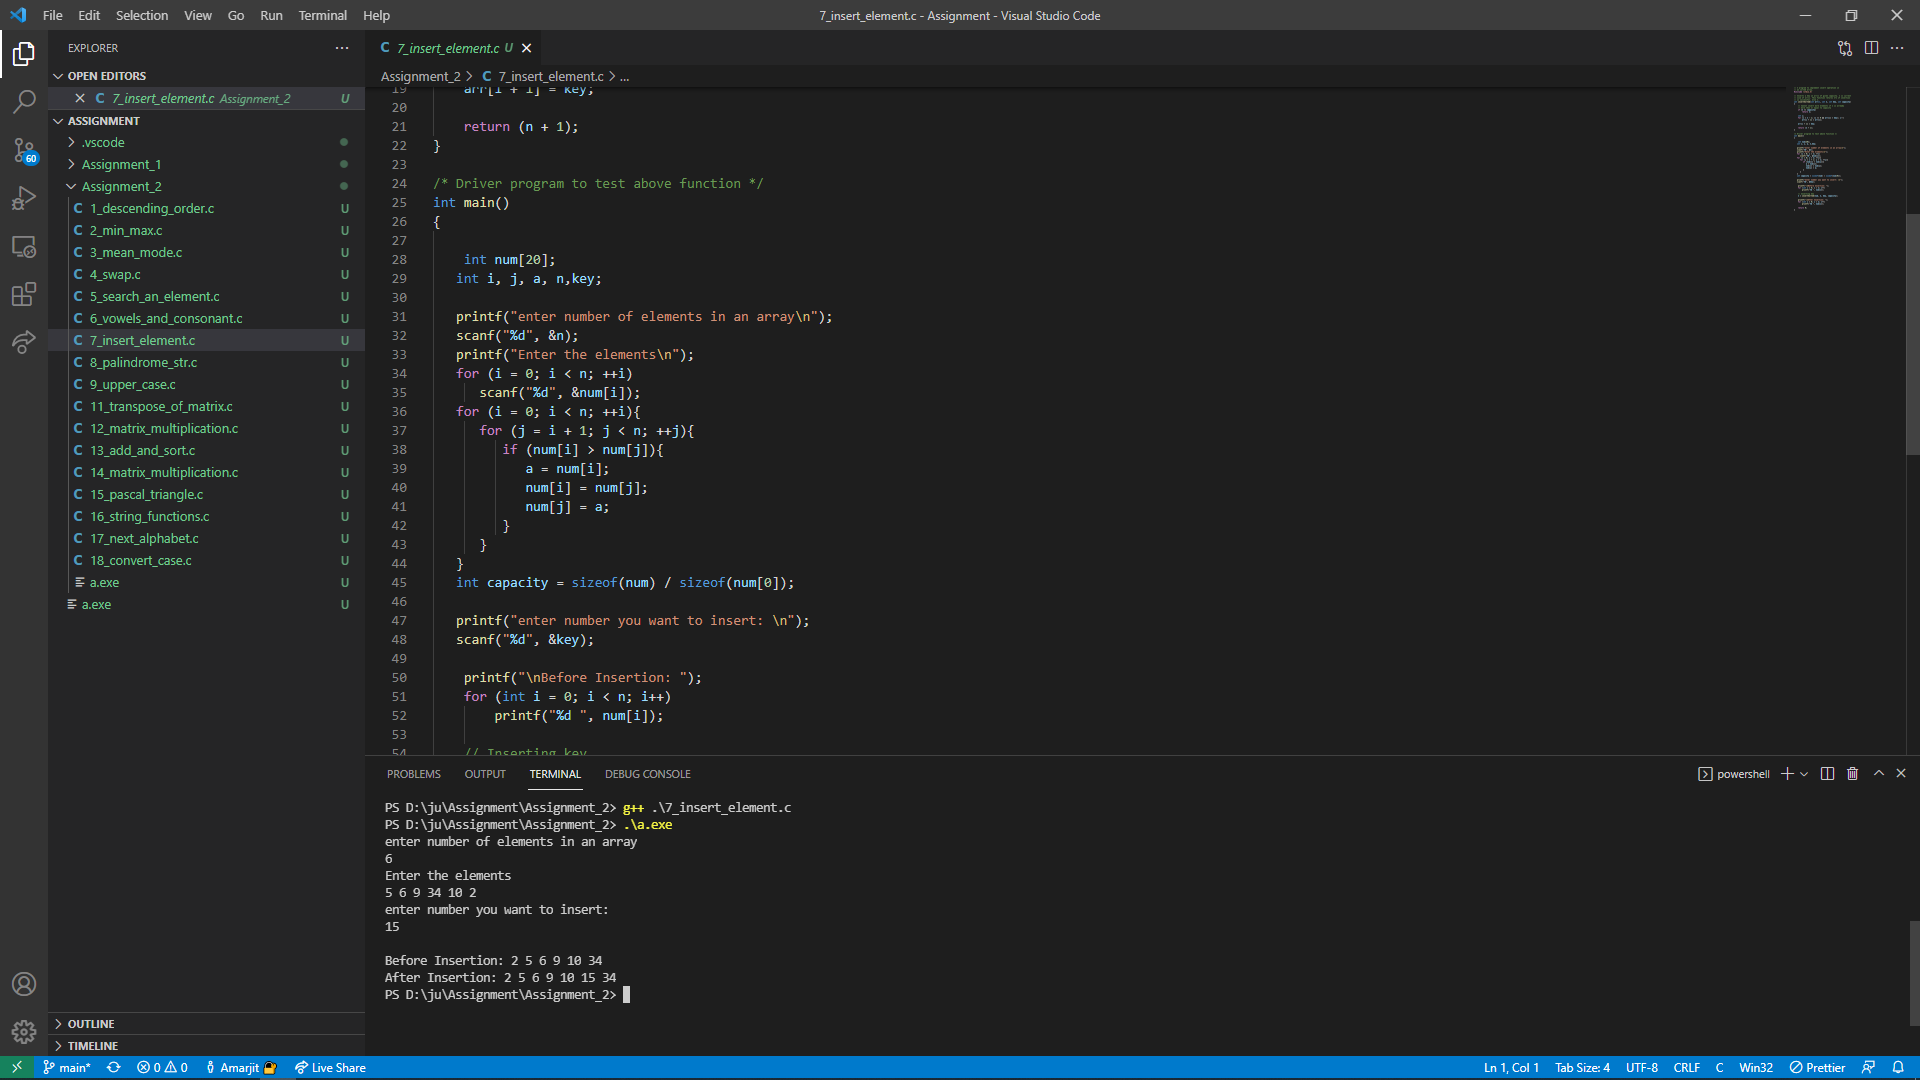 File Edit Selection View Go Run Terminal Help
7_insert_element.c - Assignment - Visual Studio Code
EXPLORER
OPEN EDITORS
7_insert_element.c Assignment_2 U
ASSIGNMENT
.vscode
Assignment_1
Assignment_2
C 1_descending_order.c U
C 2_min_max.c U
C 3_mean_mode.c U
C 4_swap.c U
C 5_search_an_element.c U
C 6_vowels_and_consonant.c U
C 7_insert_element.c U
C 8_palindrome_str.c U
C 9_upper_case.c U
C 11_transpose_of_matrix.c U
C 12_matrix_multiplication.c U
C 13_add_and_sort.c U
C 14_matrix_multiplication.c U
C 15_pascal_triangle.c U
C 16_string_functions.c U
C 17_next_alphabet.c U
C 18_convert_case.c U
a.exe U
a.exe U
OUTLINE
TIMELINE
60
C 7_insert_element.c U
Assignment_2 > C 7_insert_element.c > ...
19 arr[i + 1] = key;
20
21 return (n + 1);
22 }
23
24 /* Driver program to test above function */
25 int main()
26 {
27
28 int num[20];
29 int i, j, a, n,key;
30
31 printf("enter number of elements in an array\n");
32 scanf("%d", &n);
33 printf("Enter the elements\n");
34 for (i = 0; i < n; ++i)
35 scanf("%d", &num[i]);
36 for (i = 0; i < n; ++i){
37 for (j = i + 1; j < n; ++j){
38 if (num[i] > num[j]){
39 a = num[i];
40 num[i] = num[j];
41 num[j] = a;
42 }
43 }
44 }
45 int capacity = sizeof(num) / sizeof(num[0]);
46
47 printf("enter number you want to insert: \n");
48 scanf("%d", &key);
49
50 printf("\nBefore Insertion: ");
51 for (int i = 0; i < n; i++)
52 printf("%d ", num[i]);
53
54 // Inserting key
PROBLEMS OUTPUT TERMINAL DEBUG CONSOLE
powershell
PS D:\ju\Assignment\Assignment_2> g++ .\7_insert_element.c
PS D:\ju\Assignment\Assignment_2> .\a.exe
enter number of elements in an array
6
Enter the elements
5 6 9 34 10 2
enter number you want to insert:
15
Before Insertion: 2 5 6 9 10 34
After Insertion: 2 5 6 9 10 15 34
PS D:\ju\Assignment\Assignment_2>
main* 0 0 Amarjit Live Share
Ln 1, Col 1 Tab Size: 4 UTF-8 CRLF C Win32 Prettier